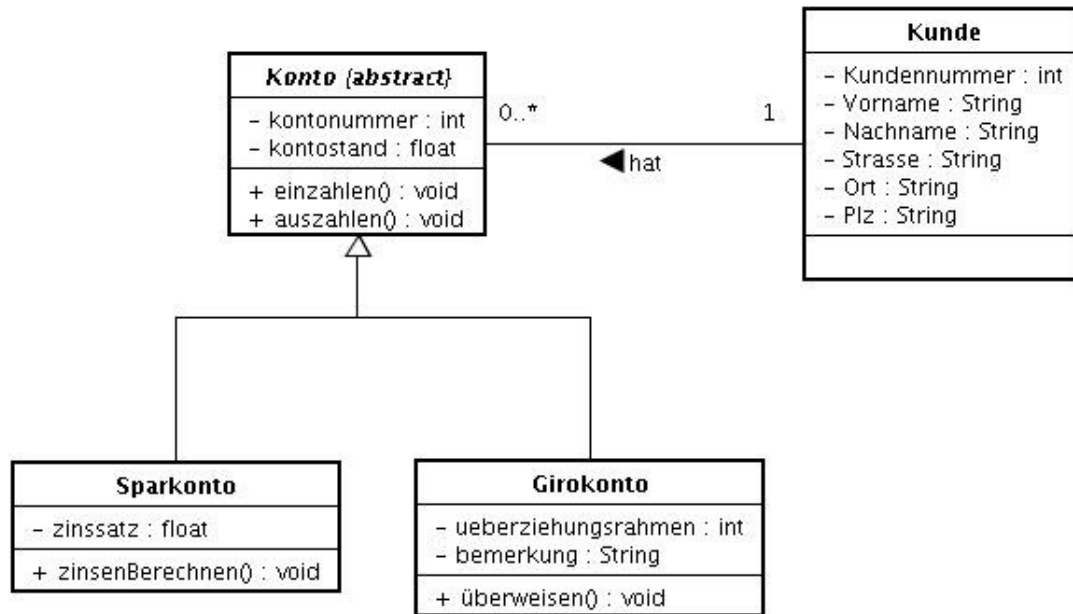 Konto {abstract}
- kontonummer : int
- kontostand : float
+ einzahlen() : void
+ auszahlen() : void
0..*
1
hat
Kunde
- Kundennummer : int
- Vorname : String
- Nachname : String
- Strasse : String
- Ort : String
- Plz : String
Sparkonto
- zinssatz : float
+ zinsenBerechnen() : void
Girokonto
- ueberziehungsrahmen : int
- bemerkung : String
+ überweisen() : void